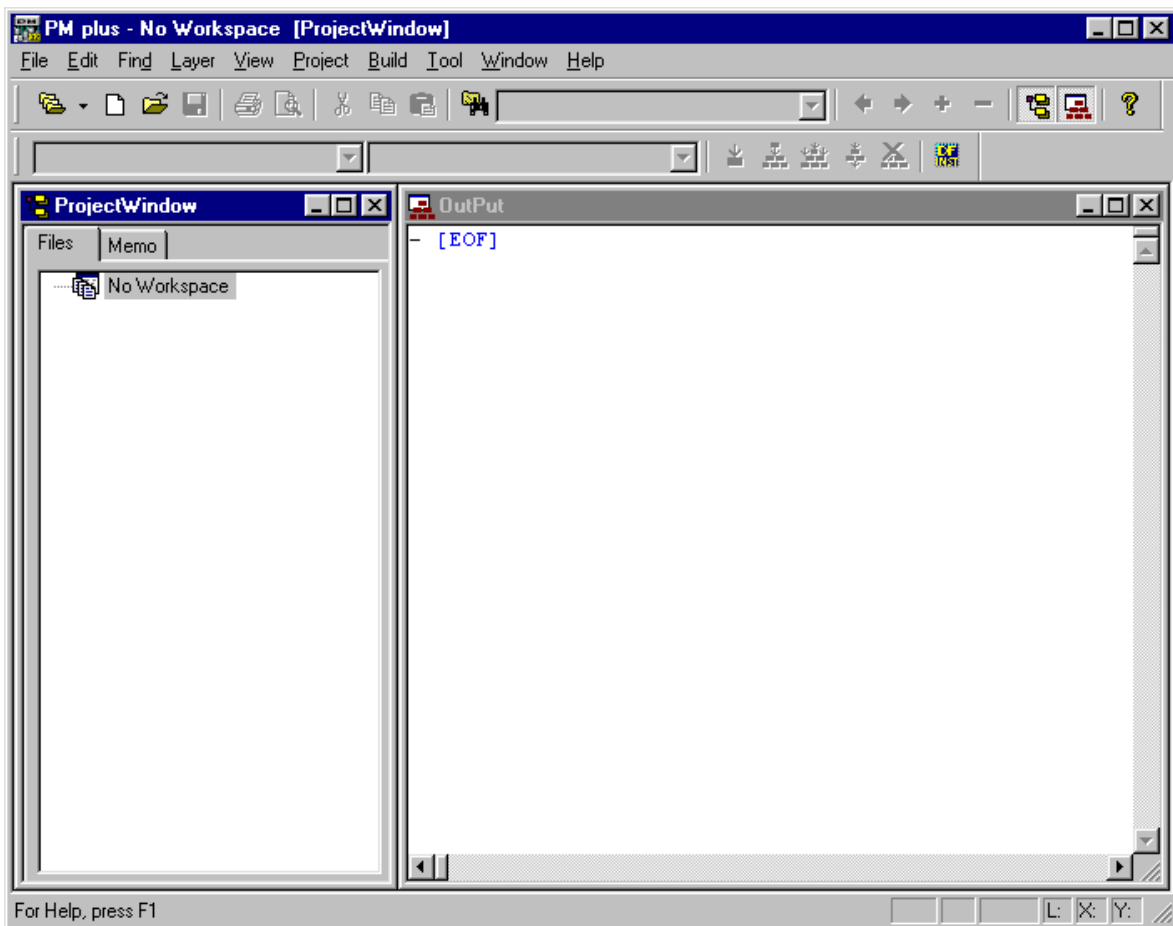 PM plus - No Workspace [ProjectWindow]
File Edit Find Layer View Project Build Tool Window Help
ProjectWindow
OutPut
Files Memo
[EOF]
No Workspace
For Help, press F1
L: X: Y: